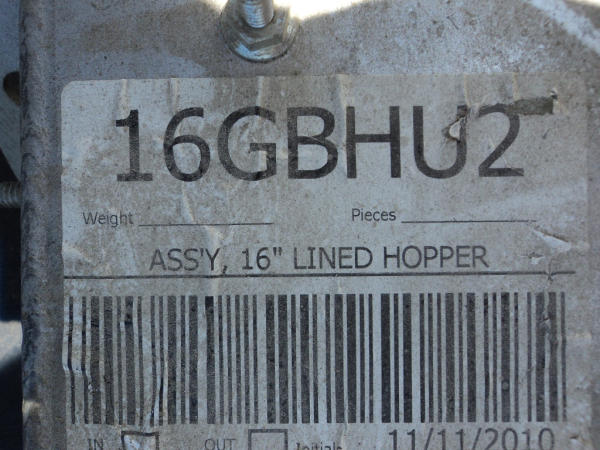 16GBHU2
Weight Pieces
ASS'Y, 16" LINED HOPPER
IN OUT Initials 11/11/2010